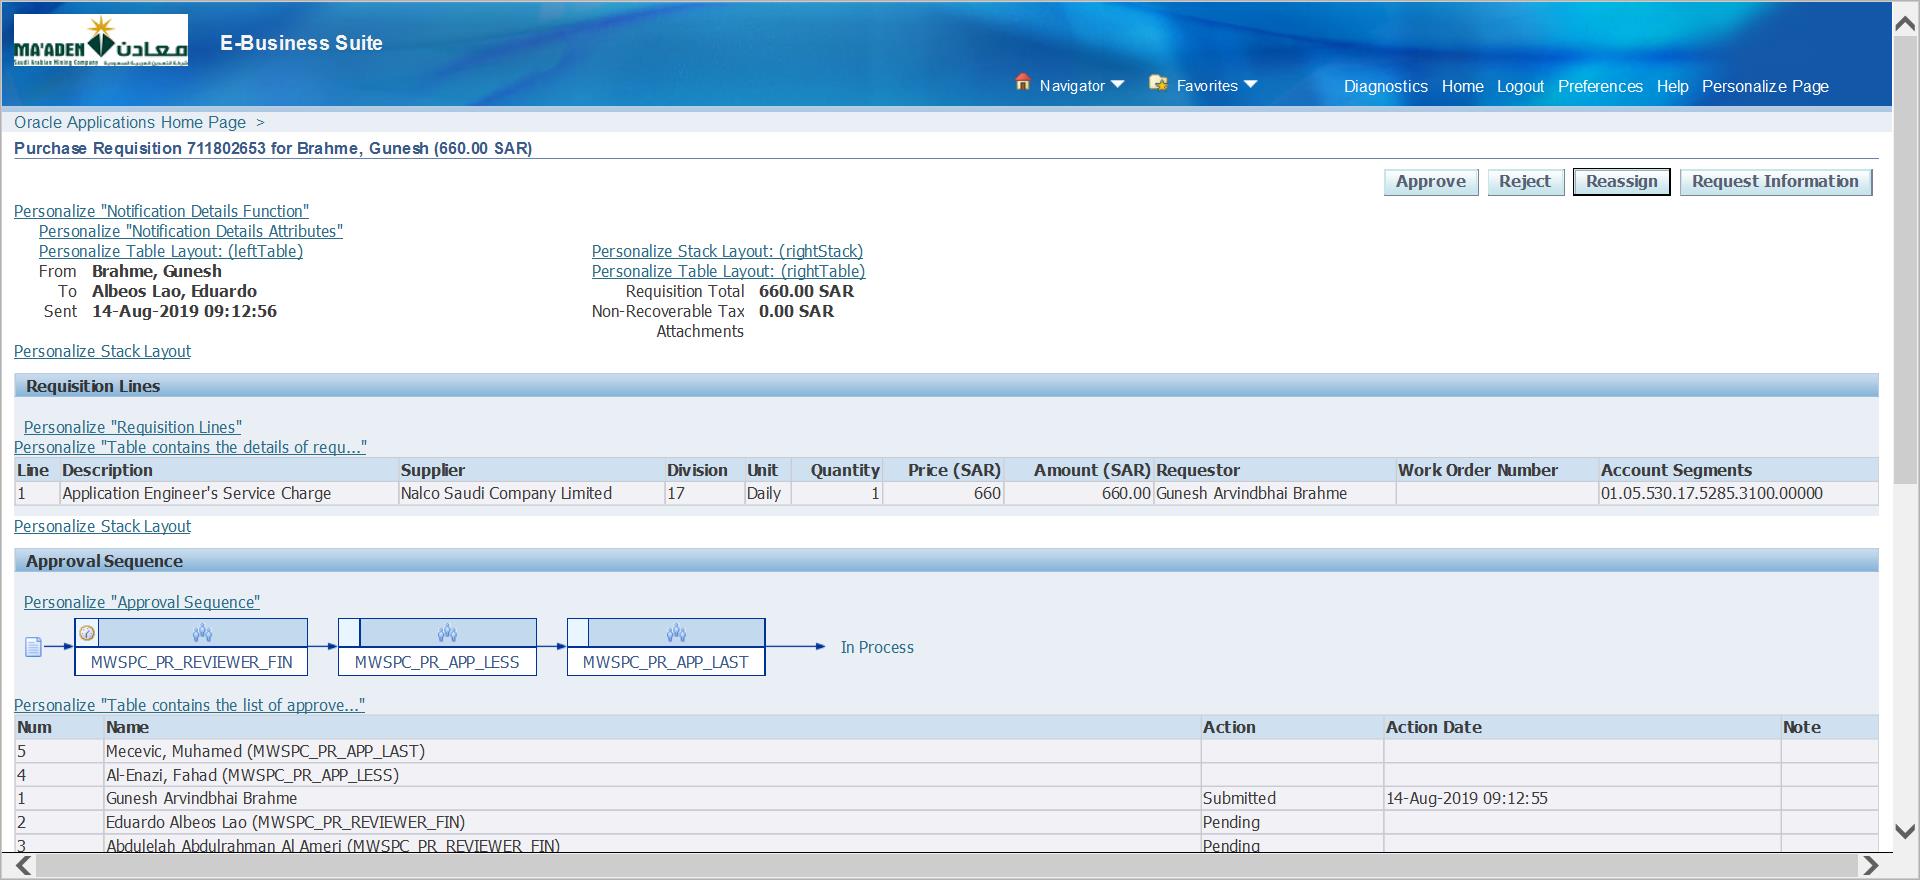 MA'ADEN معادن
Saudi Arabian Mining Company شركة التعدين العربية السعودية
E-Business Suite
Navigator Favorites Diagnostics Home Logout Preferences Help Personalize Page
Oracle Applications Home Page >
Purchase Requisition 711802653 for Brahme, Gunesh (660.00 SAR)
Approve Reject Reassign Request Information
Personalize "Notification Details Function"
Personalize "Notification Details Attributes"
Personalize Table Layout: (leftTable) Personalize Stack Layout: (rightStack)
From Brahme, Gunesh Personalize Table Layout: (rightTable)
To Albeos Lao, Eduardo Requisition Total 660.00 SAR
Sent 14-Aug-2019 09:12:56 Non-Recoverable Tax 0.00 SAR
Attachments
Personalize Stack Layout
Requisition Lines
Personalize "Requisition Lines"
Personalize "Table contains the details of requ..."
Line Description Supplier Division Unit Quantity Price (SAR) Amount (SAR) Requestor Work Order Number Account Segments
1 Application Engineer's Service Charge Nalco Saudi Company Limited 17 Daily 1 660 660.00 Gunesh Arvindbhai Brahme 01.05.530.17.5285.3100.00000
Personalize Stack Layout
Approval Sequence
Personalize "Approval Sequence"
MWSPC_PR_REVIEWER_FIN MWSPC_PR_APP_LESS MWSPC_PR_APP_LAST In Process
Personalize "Table contains the list of approve..."
Num Name Action Action Date Note
5 Mecevic, Muhamed (MWSPC_PR_APP_LAST)
4 Al-Enazi, Fahad (MWSPC_PR_APP_LESS)
1 Gunesh Arvindbhai Brahme Submitted 14-Aug-2019 09:12:55
2 Eduardo Albeos Lao (MWSPC_PR_REVIEWER_FIN) Pending
3 Abdulelah Abdulrahman Al Ameri (MWSPC_PR_REVIEWER_FIN) Pending